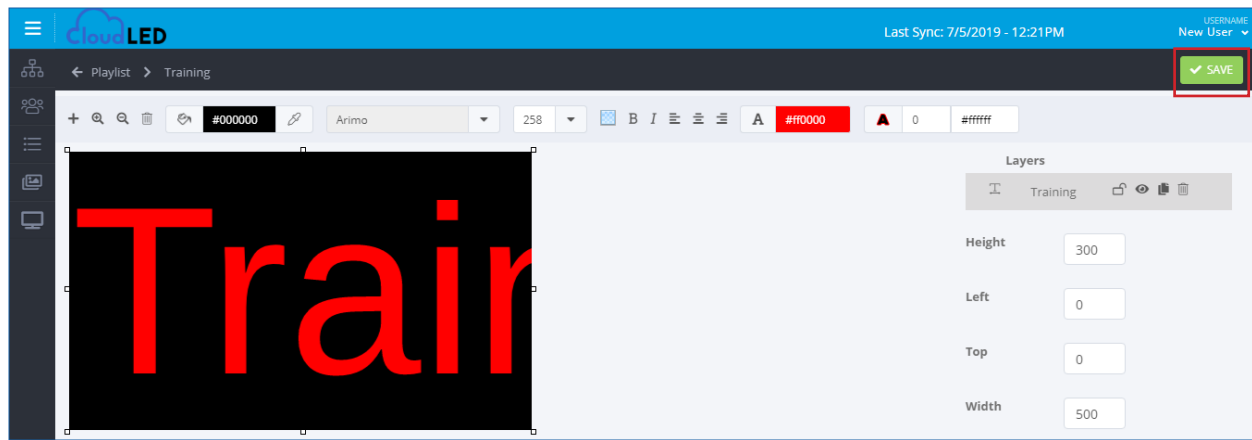 CloudLED
Last Sync: 7/5/2019 - 12:21PM
USERNAME
New User
Playlist > Training
SAVE
#000000
Arimo
258
B I
A
#ff0000
A
0
#ffffff
Train
Layers
T Training
Height
300
Left
0
Top
0
Width
500